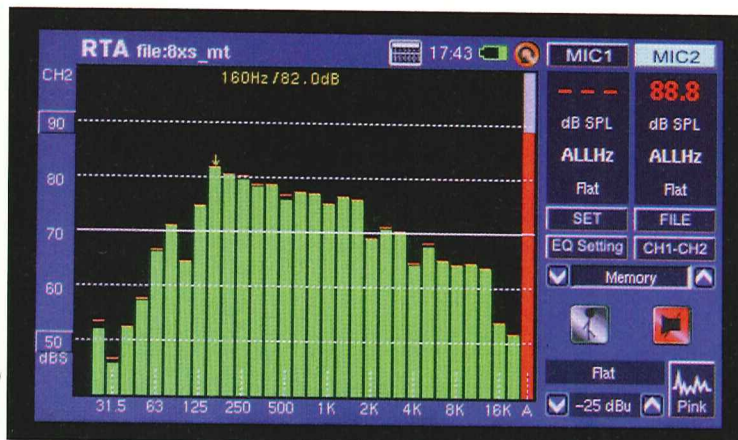 RTA file:8xs_mt
17:43
MIC1
MIC2
CH2
160Hz/82.0dB
- - -
88.8
90
dB SPL
dB SPL
ALLHz
ALLHz
80
Flat
Flat
SET
FILE
70
EQ Setting
CH1-CH2
Memory
60
50
dBS
Flat
31.5 63 125 250 500 1K 2K 4K 8K 16K A
-25 dBu
Pink